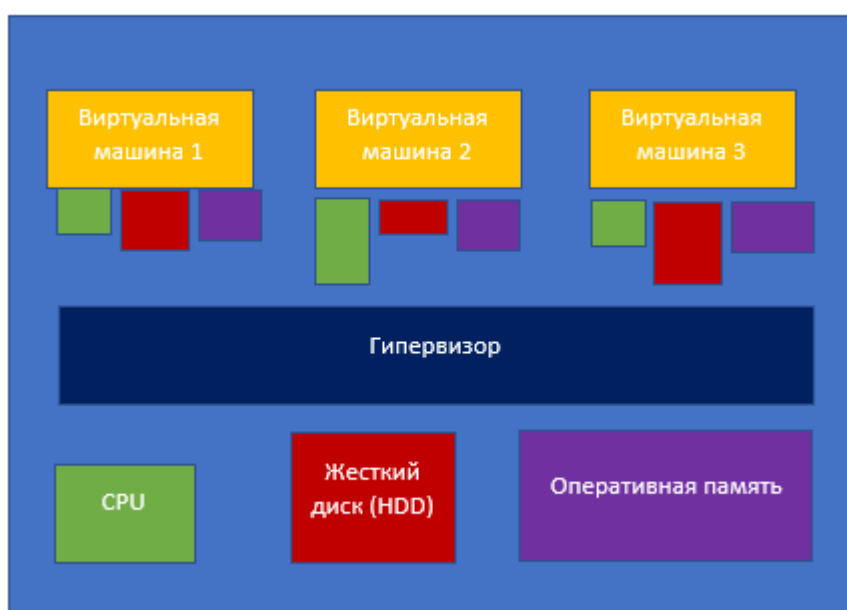 Виртуальная
машина 1
Виртуальная
машина 2
Виртуальная
машина 3
Гипервизор
CPU
Жесткий
диск (HDD)
Оперативная память